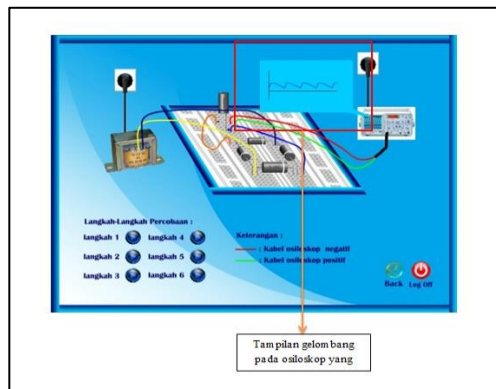 Langkah-Langkah Percobaan :
langkah 1
langkah 4
langkah 2
langkah 5
langkah 3
langkah 6
Keterangan :
: Kabel osiloskop negatif
: Kabel osiloskop positif
Back
Log Off
Tampilan gelombang
pada osiloskop yang